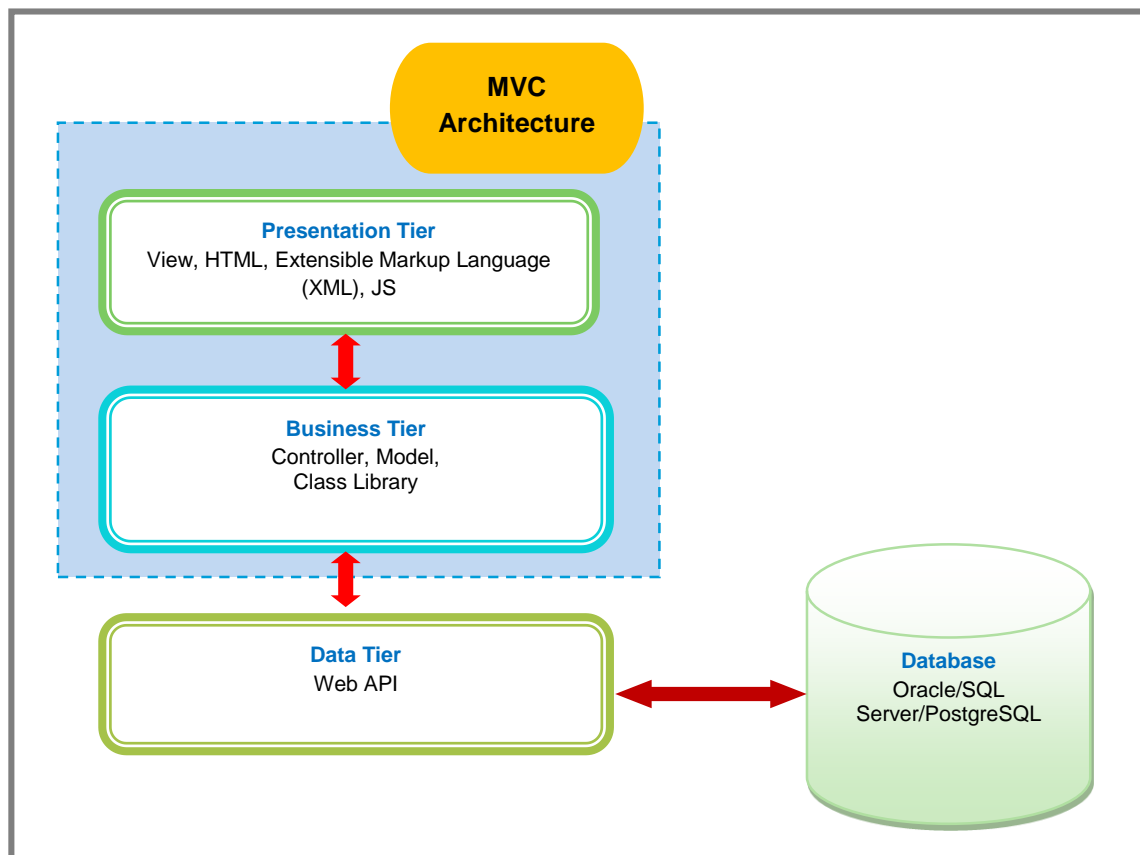 MVC
Architecture
Presentation Tier
View, HTML, Extensible Markup Language
(XML), JS
Business Tier
Controller, Model,
Class Library
Data Tier
Web API
Database
Oracle/SQL
Server/PostgreSQL